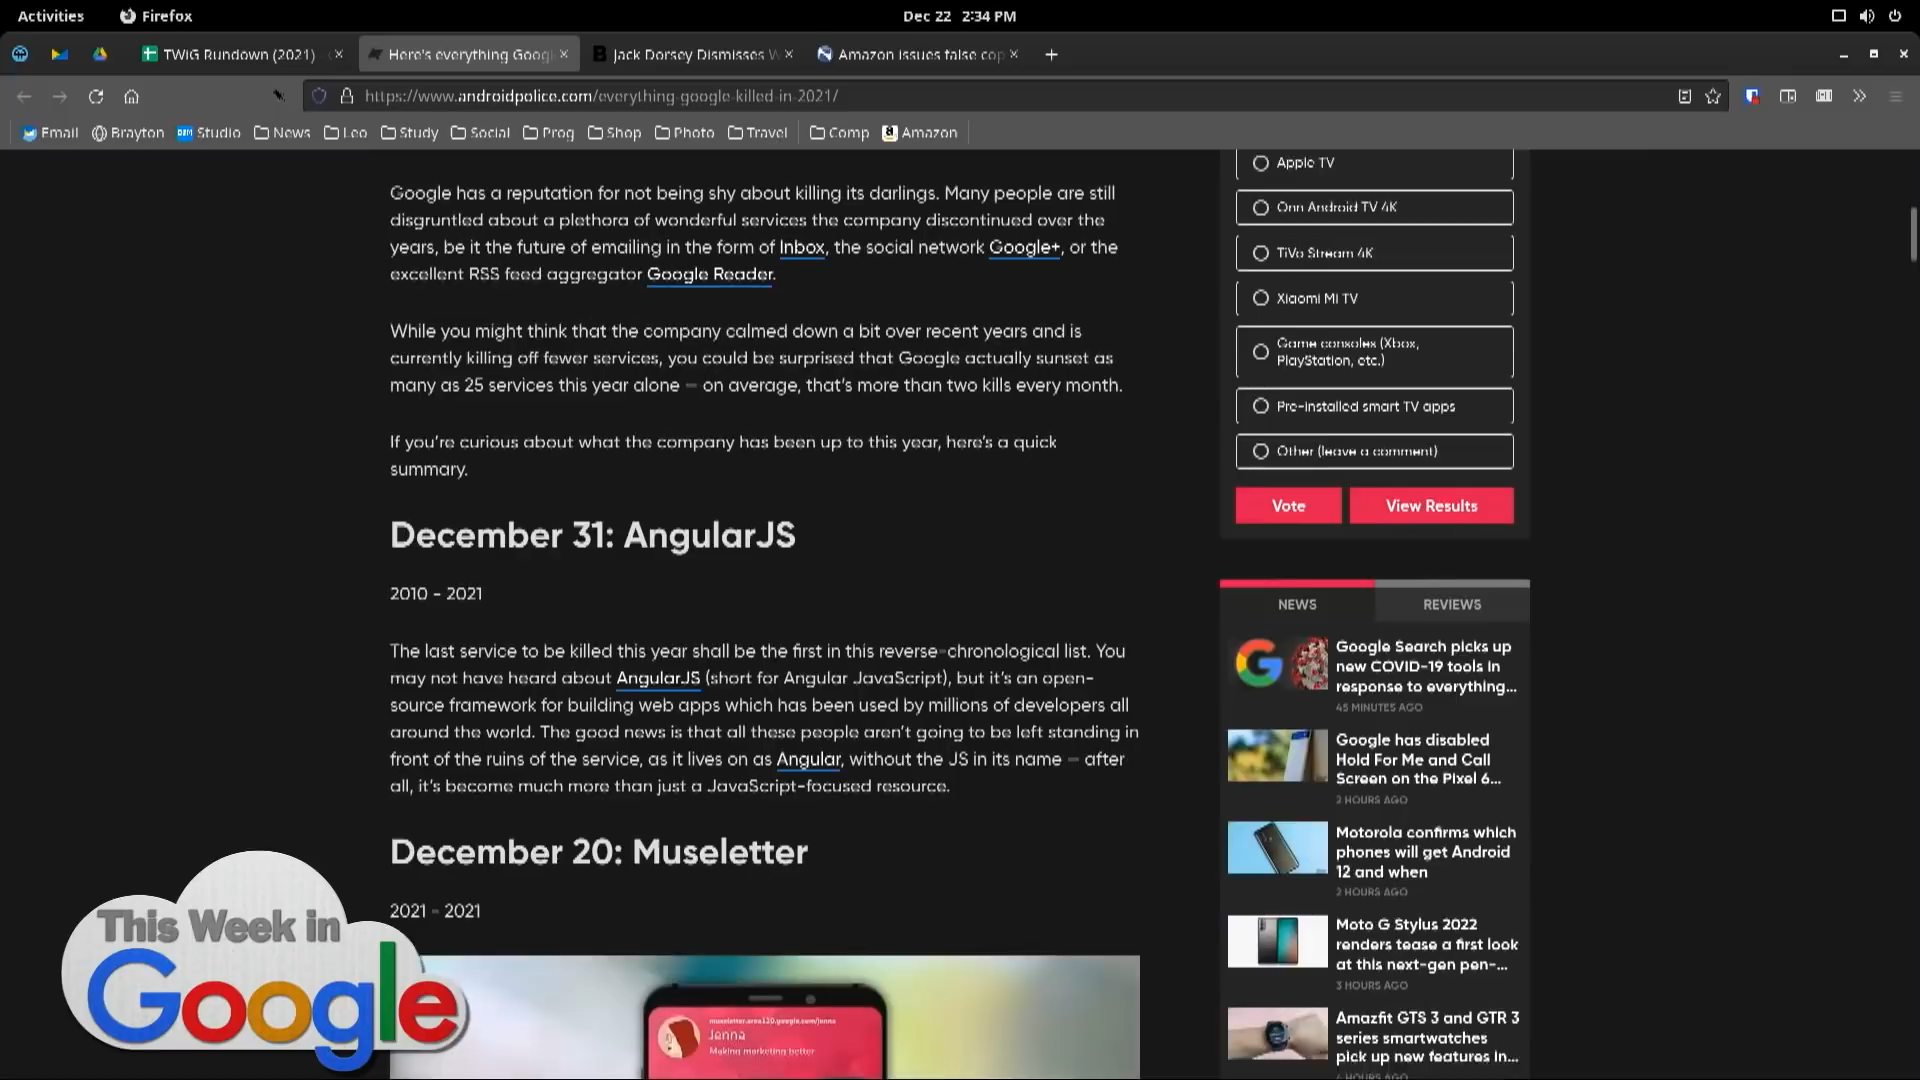 Activities
Firefox
Dec 22 2:34 PM
TWiG Rundown (2021)
Here's everything Googl
Jack Dorsey Dismisses W
Amazon issues false cop
https://www.androidpolice.com/everything-google-killed-in-2021/
Email
Brayton
Studio
News
Leo
Study
Social
Prog
Shop
Photo
Travel
Comp
Amazon
Google has a reputation for not being shy about killing its darlings. Many people are still
disgruntled about a plethora of wonderful services the company discontinued over the
years, be it the future of emailing in the form of Inbox, the social network Google+, or the
excellent RSS feed aggregator Google Reader.
While you might think that the company calmed down a bit over recent years and is
currently killing off fewer services, you could be surprised that Google actually sunset as
many as 25 services this year alone — on average, that's more than two kills every month.
If you're curious about what the company has been up to this year, here's a quick
summary.
December 31: AngularJS
2010 - 2021
The last service to be killed this year shall be the first in this reverse-chronological list. You
may not have heard about AngularJS (short for Angular JavaScript), but it's an open-
source framework for building web apps which has been used by millions of developers all
around the world. The good news is that all these people aren't going to be left standing in
front of the ruins of the service, as it lives on as Angular, without the JS in its name — after
all, it's become much more than just a JavaScript-focused resource.
December 20: Museletter
2021 - 2021
museletter.area120.google.com/jenna
Jenna
Making marketing better
Apple TV
Onn Android TV 4K
TiVo Stream 4K
Xiaomi Mi TV
Game consoles (Xbox,
PlayStation, etc.)
Pre-installed smart TV apps
Other (leave a comment)
Vote
View Results
NEWS
REVIEWS
Google Search picks up
new COVID-19 tools in
response to everything...
45 MINUTES AGO
Google has disabled
Hold For Me and Call
Screen on the Pixel 6...
2 HOURS AGO
Motorola confirms which
phones will get Android
12 and when
2 HOURS AGO
Moto G Stylus 2022
renders tease a first look
at this next-gen pen-...
3 HOURS AGO
Amazfit GTS 3 and GTR 3
series smartwatches
pick up new features in...
4 HOURS AGO
This Week in
Google